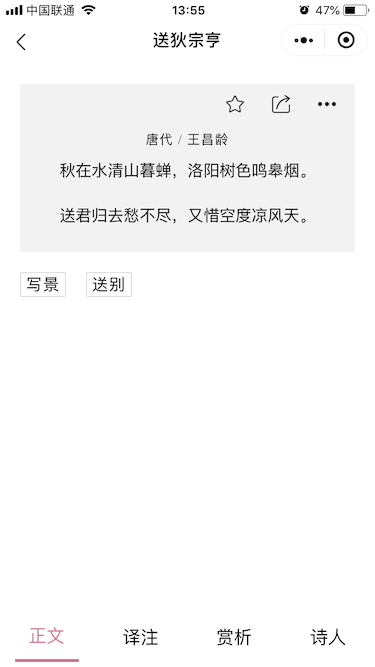 中国联通 13:55 47%
送狄宗亨
唐代 / 王昌龄
秋在水清山暮蝉，洛阳树色鸣皋烟。
送君归去愁不尽，又惜空度凉风天。
写景 送别
正文 译注 赏析 诗人